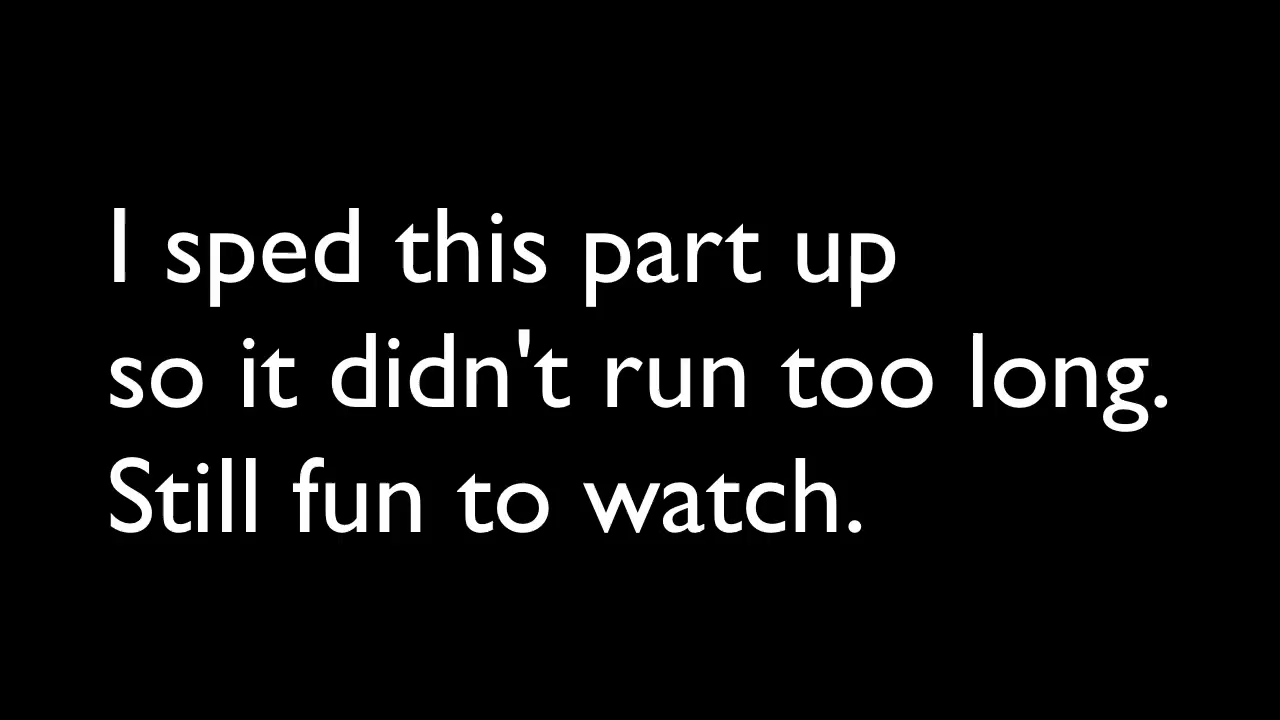 I sped this part up
so it didn't run too long.
Still fun to watch.